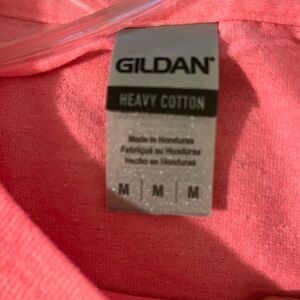 GILDAN®
HEAVY COTTON
Made in Honduras
Fabriqué au Honduras
Hecho en Honduras
M | M | M